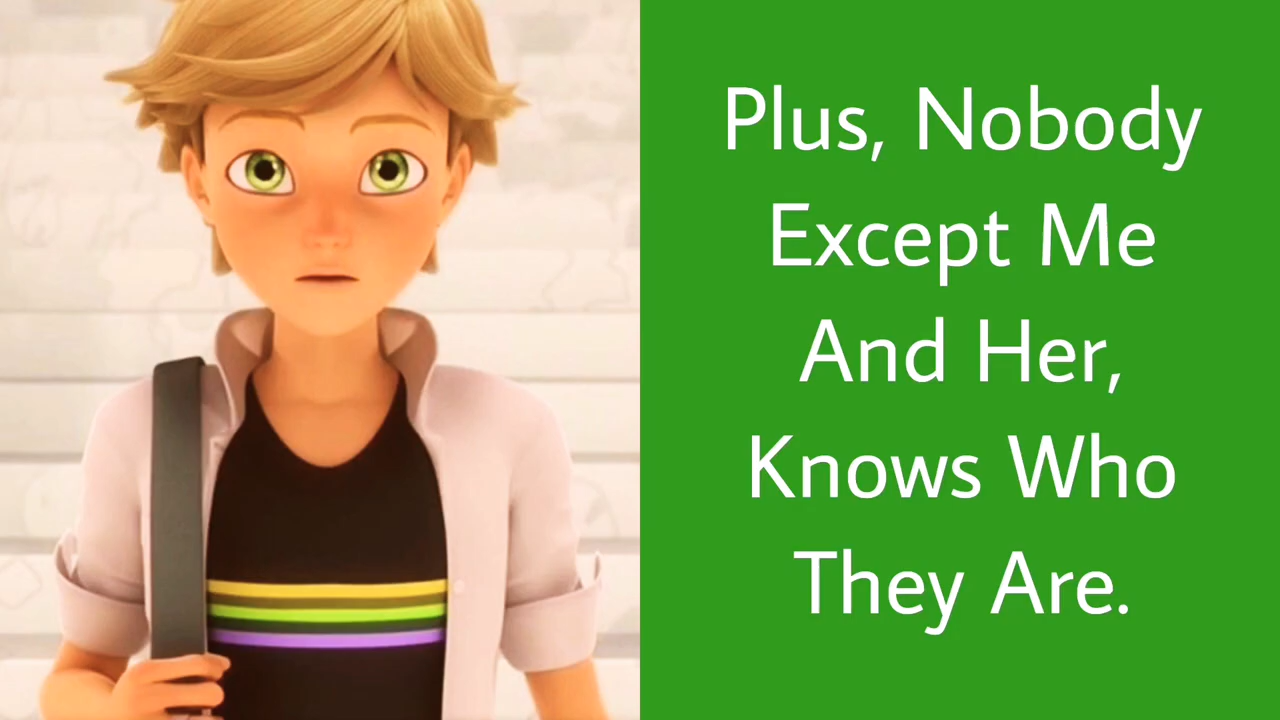 Plus, Nobody
Except Me
And Her,
Knows Who
They Are.